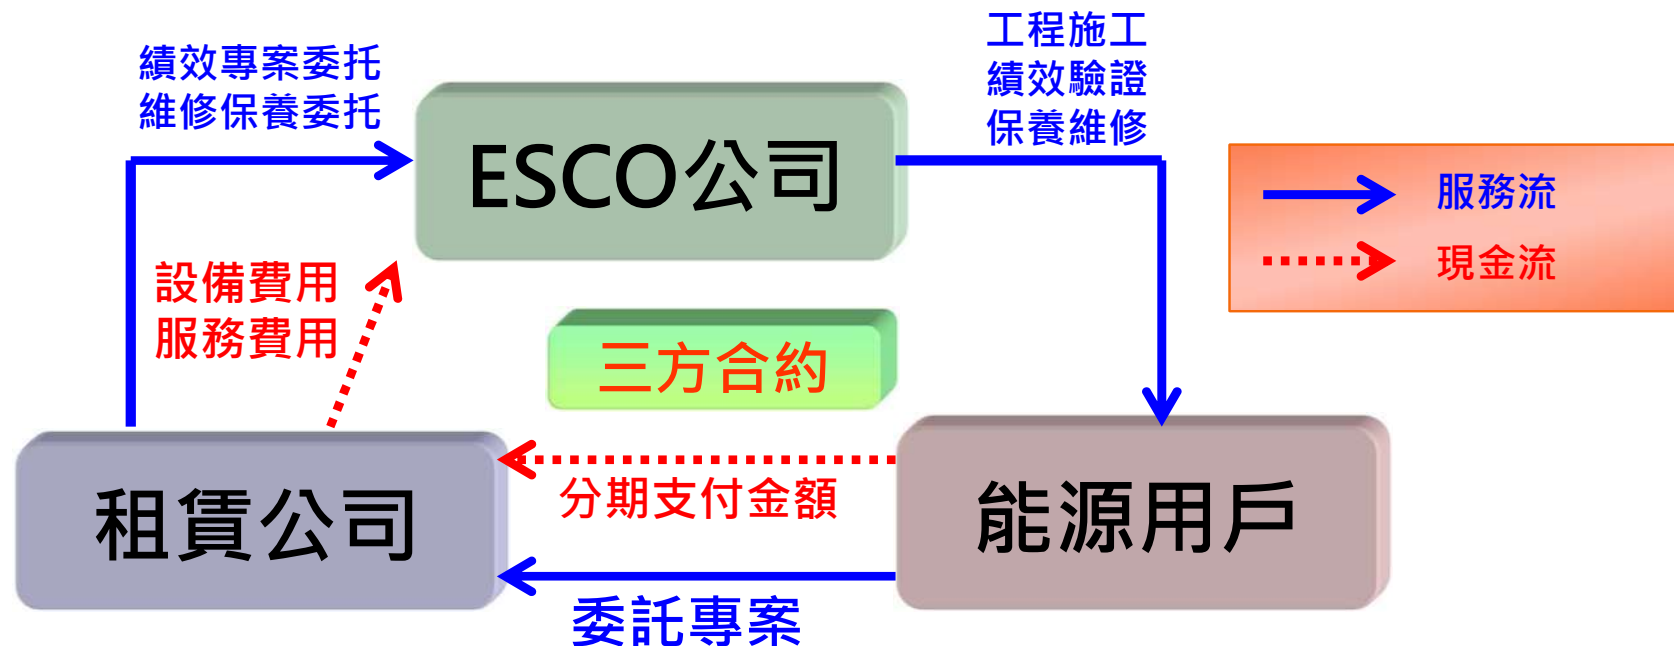 工程施工
績效驗證
保養維修
績效專案委托
維修保養委托
ESCO公司
服務流
現金流
設備費用
服務費用
三方合約
分期支付金額
租賃公司
能源用戶
委託專案